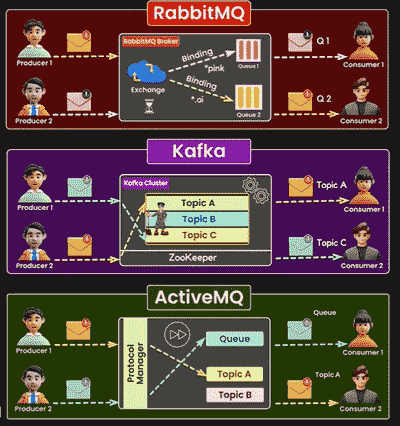 RabbitMQ
RabbitMQ Broker
Producer 1
Binding
*.pink
Queue 1
Q 1
Consumer 1
Exchange
Binding
*.ai
Queue 2
Q 2
Producer 2
Consumer 2
Kafka
Kafka Cluster
Producer 1
Topic A
Topic B
Topic C
ZooKeeper
Topic A
Consumer 1
Producer 2
Topic C
Consumer 2
ActiveMQ
Producer 1
Protocol
Manager
Queue
Topic A
Topic B
Queue
Consumer 1
Producer 2
Topic A
Consumer 2